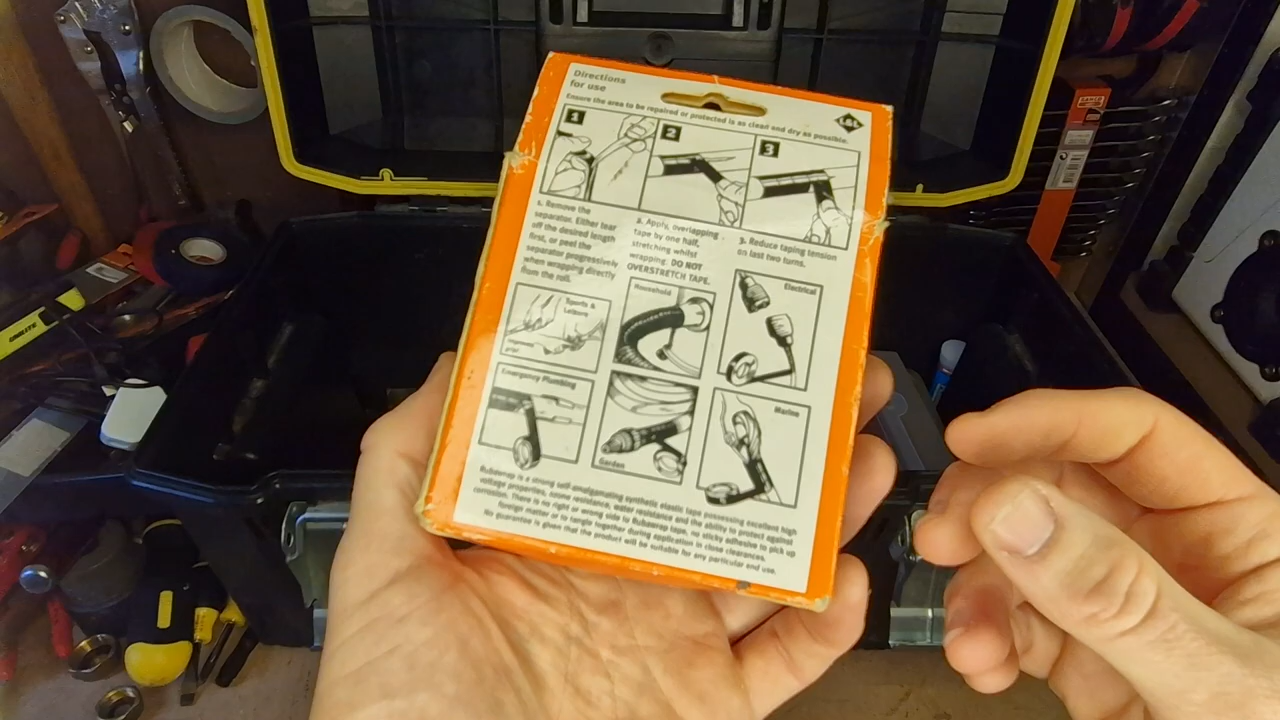 Directions
for use
Ensure the area to be repaired or protected is as clean and dry as possible.
1
2
3
1. Remove the
separator. Either tear
off the desired length
first, or peel the
separator progressively
when wrapping directly
from the roll.
2. Apply, overlapping
tape by one half,
stretching whilst
wrapping. DO NOT
OVERSTRETCH TAPE.
3. Reduce taping tension
on last two turns.
Sports &
Leisure
Improved
grip!
Household
Electrical
Emergency Plumbing
Garden
Marine
Rubawrap is a strong self-amalgamating synthetic elastic tape possessing excellent high
voltage properties, ozone resistance, water resistance and the ability to protect against
corrosion. There is no right or wrong side to Rubawrap tape, no sticky adhesive to pick up
foreign matter or to tangle together during application in close clearances.
No guarantee is given that the product will be suitable for any particular end use.
UNILITE